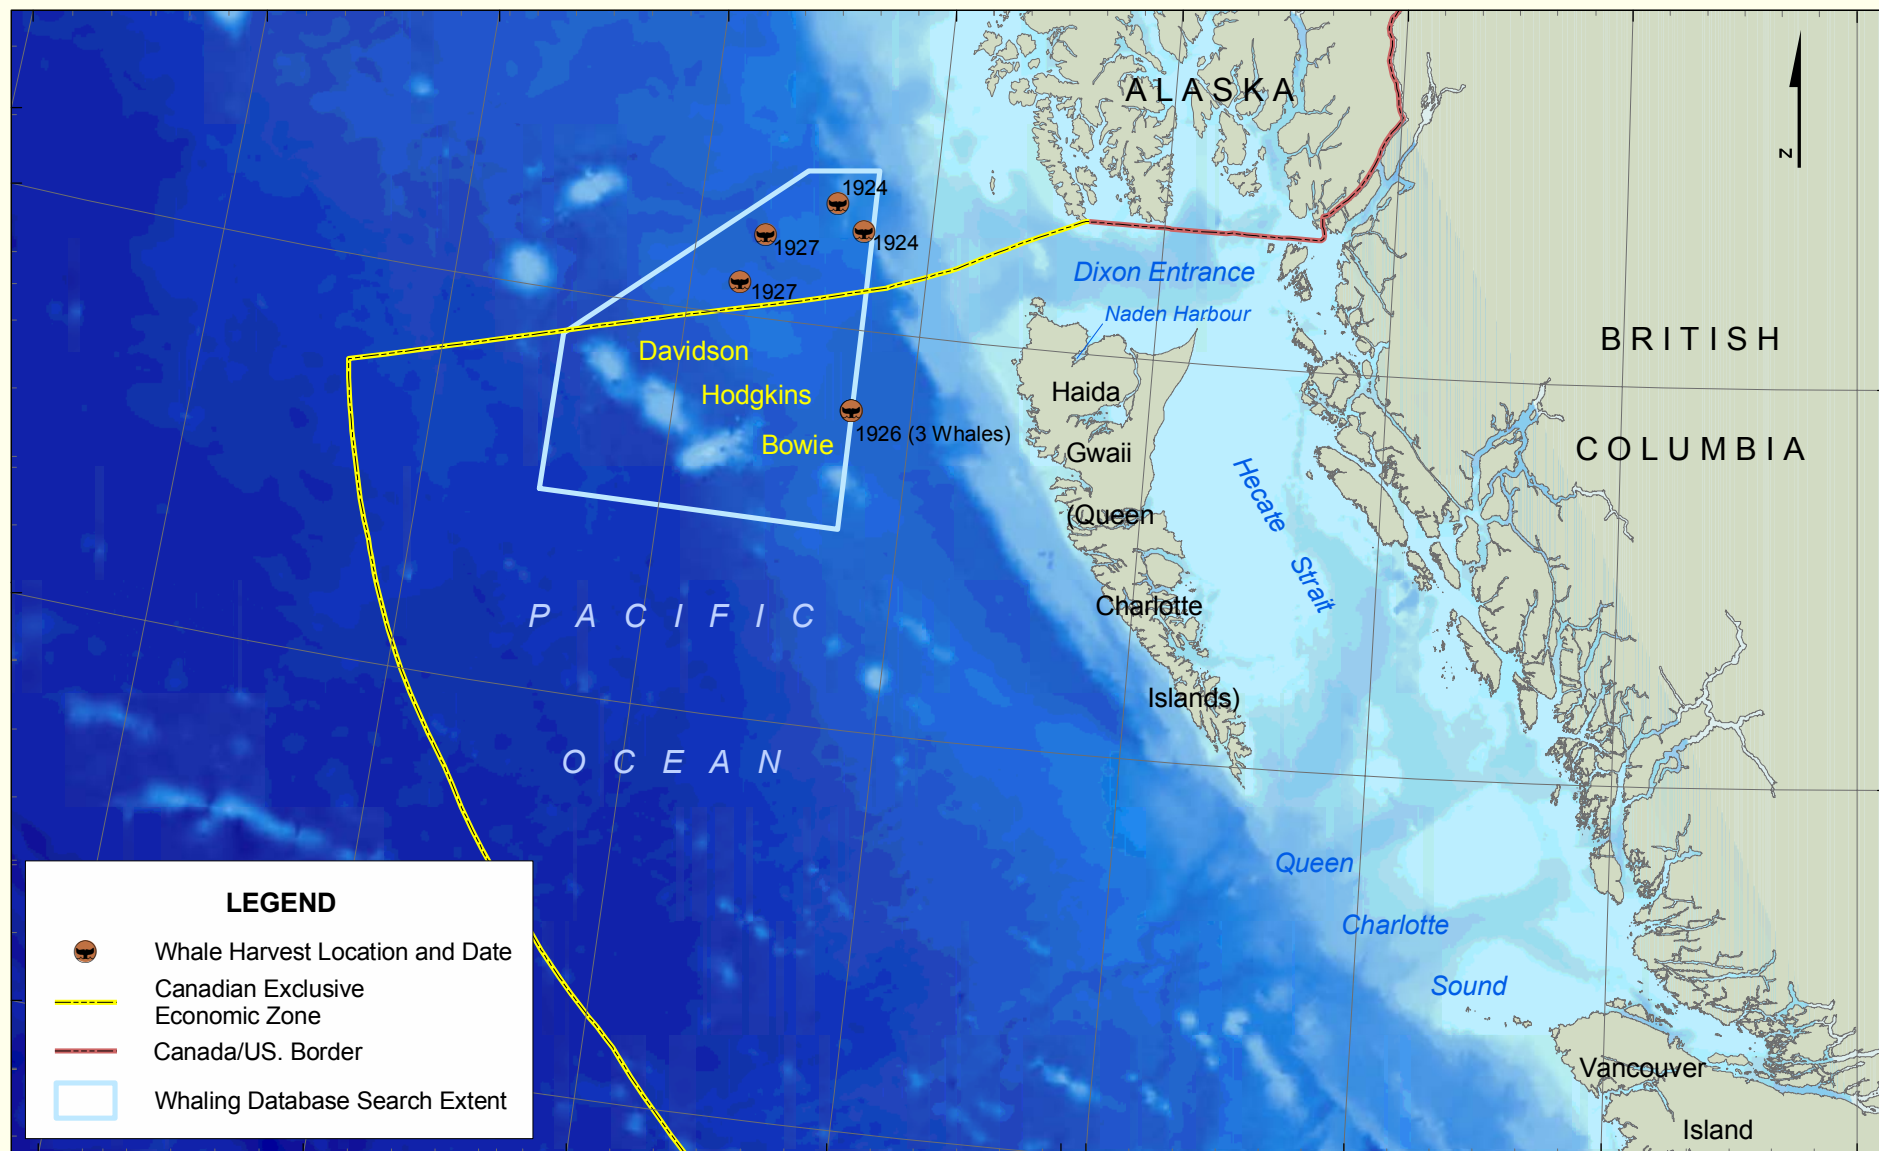 ALASKA
z
1924
1924
1927
1927
Dixon Entrance
Naden Harbour
BRITISH
COLUMBIA
Davidson
Hodgkins
Bowie
1926 (3 Whales)
Haida
Gwaii
(Queen
Charlotte
Islands)
Hecate Strait
PACIFIC
OCEAN
Queen
Charlotte
Sound
Vancouver
Island
LEGEND
Whale Harvest Location and Date
Canadian Exclusive
Economic Zone
Canada/US. Border
Whaling Database Search Extent